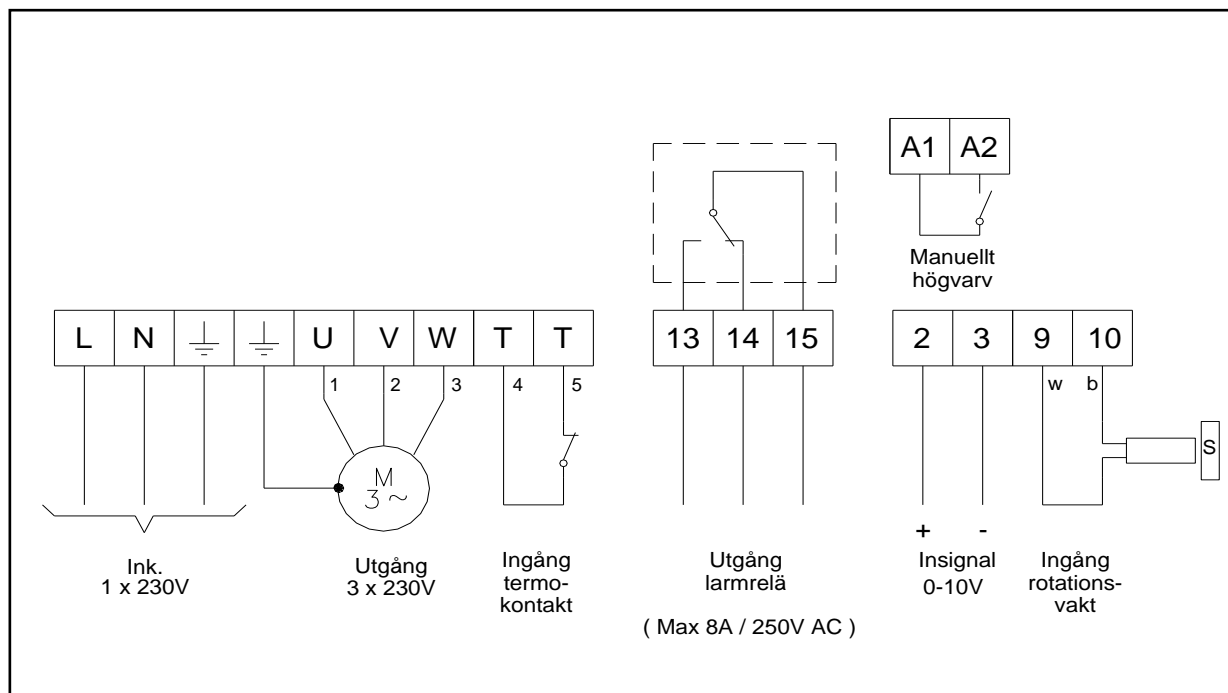 A1 A2
Manuellt
högvarv
L N U V W T T
13 14 15
2 3 9 10
1 2 3 4 5
w b
M
3 ~
S
+ -
Ink.
1 x 230V
Utgång
3 x 230V
Ingång
termo-
kontakt
Utgång
larmrelä
( Max 8A / 250V AC )
Insignal
0-10V
Ingång
rotations-
vakt